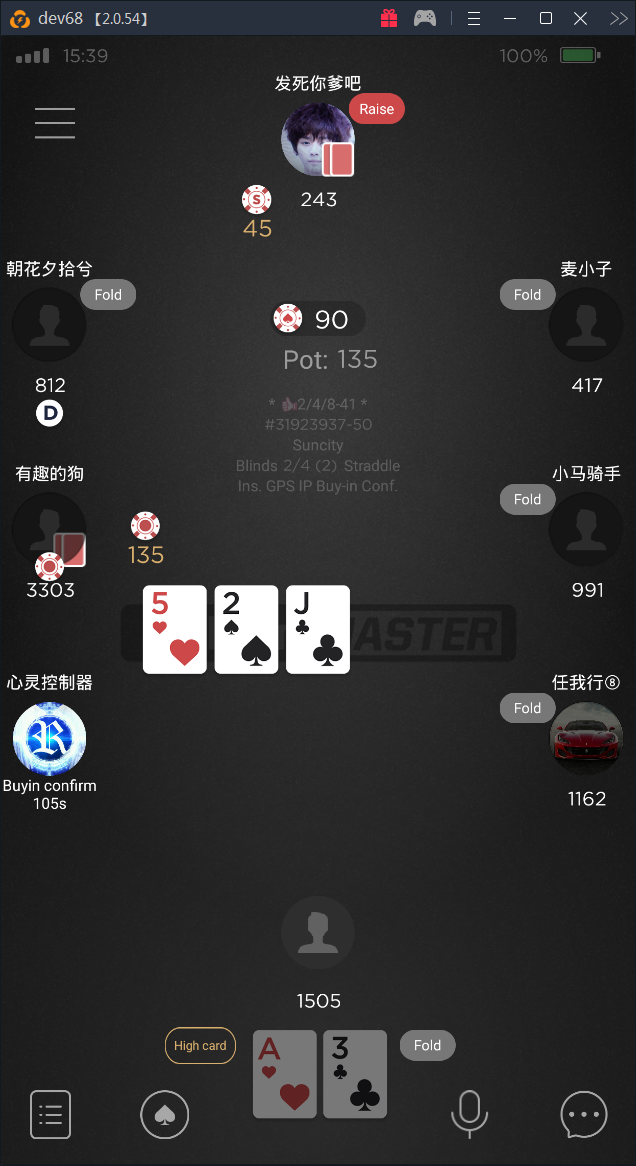 dev68 【2.0.54】
15:39
100%
发死你爹吧
Raise
243
S
45
朝花夕拾兮
Fold
812
D
麦小子
Fold
417
90
Pot: 135
* 2/4/8-41 *
#31923937-50
Suncity
Blinds 2/4 (2) Straddle
Ins. GPS IP Buy-in Conf.
有趣的狗
3303
135
小马骑手
Fold
991
5
2
J
MASTER
心灵控制器
R
Buyin confirm
105s
任我行⑧
Fold
1162
1505
High card
A
3
Fold